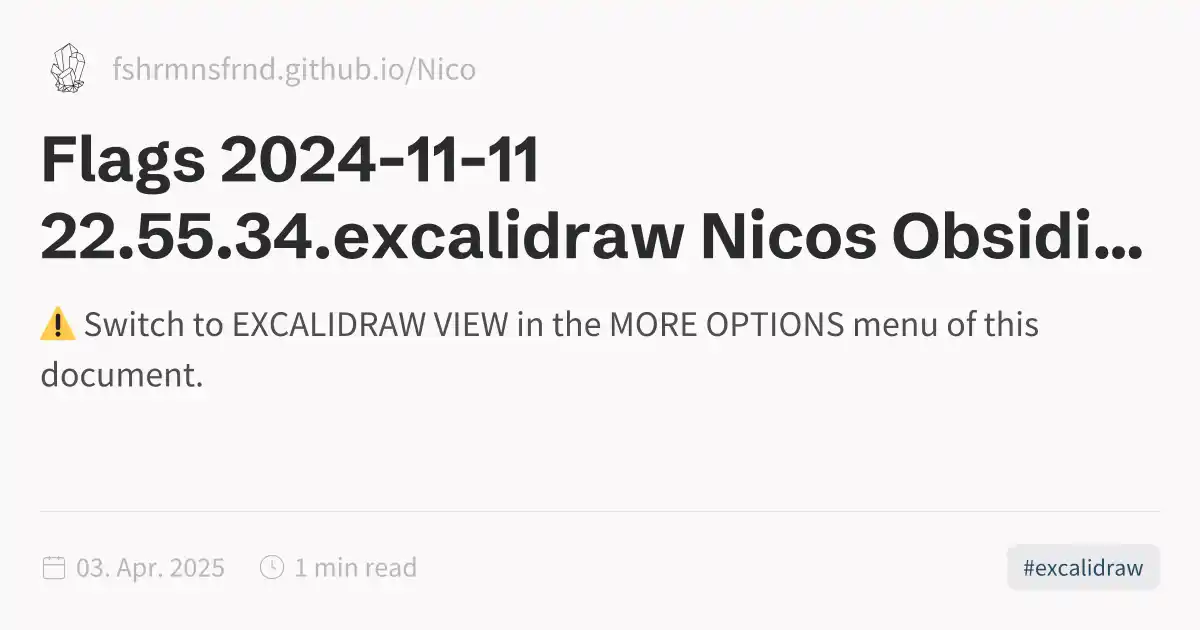 fshrmnsfrnd.github.io/Nico
Flags 2024-11-11
22.55.34.excalidraw Nicos Obsidi...
⚠️ Switch to EXCALIDRAW VIEW in the MORE OPTIONS menu of this
document.
03. Apr. 2025 1 min read #excalidraw